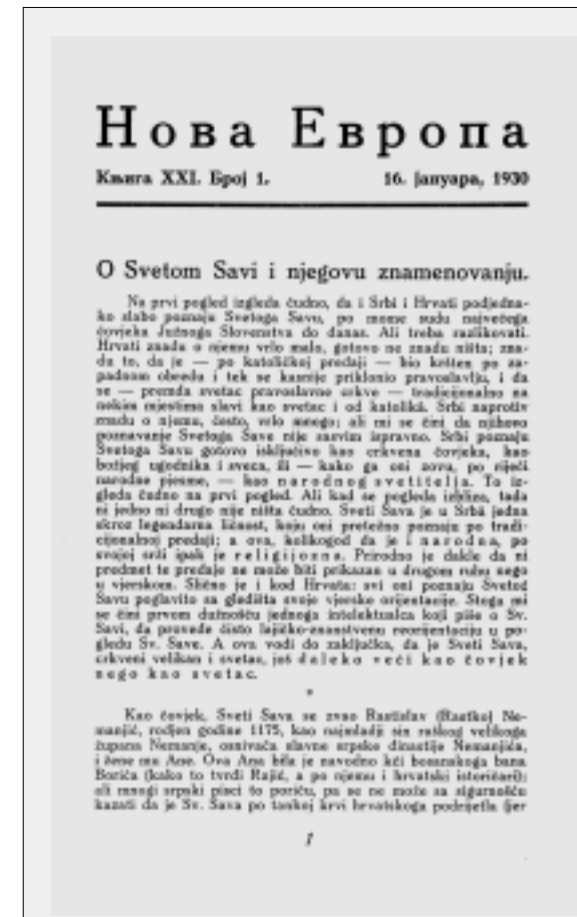 Нова Европа
Књига XXI. Број 1. 16. јануара, 1930
O Svetom Savi i njegovu znamenovanju.
Na prvi pogled izgleda čudno, da i Srbi i Hrvati podjedna-
ko slabo poznaju Svetoga Savu, po mome sudu najvećega
čovjeka Južnoga Slovenstva do danas. Ali treba razlikovati.
Hrvati znadu o njemu vrlo malo, gotovo ne znadu ništa; zna-
du to, da je — po katoličkoj predaji — bio kršten po za-
padnom obredu i tek se kasnije priklonio pravoslavlju, i da
se — premda svetac pravoslavne crkve — tradicijonalno na
nekim mjestima slavi kao svetac i od katolikâ. Srbi naprotiv
znadu o njemu, često, vrlo mnogo; ali mi se čini da njihovo
poznavanje Svetoga Save nije sasvim ispravno. Srbi poznaju
Svetoga Savu gotovo isključivo kao crkvena čovjeka, kao
božjeg ugodnika i sveca, ili — kako ga oni zovu, po riječi
narodne pjesme, — kao narodnog svetitelja. To iz-
gleda čudno na prvi pogled. Ali kad se pogleda izbliza, tada
ni jedno ni drugo nije ništa čudno. Sveti Sava je u Srbâ jedna
skroz legendarna ličnost, koju oni pretečno poznaju po tradi-
cijonalnoj predaji; a ova, kolikogod da je i narodna, po
svojoj srži ipak je religijozna. Prirodno je dakle da ni
predmet te predaje ne može biti prikazan u drugom ruhu nego
u vjerskom. Slično je i kod Hrvata: svi oni poznaju Svetog
Savu poglavito sa gledišta svoje vjerske orijentacije. Stoga mi
se čini prvom dužnošću jednoga intelektualca koji piše o Sv.
Savi, da provede čisto lajičko-znanstvenu reorijentaciju u po-
gledu Sv. Save. A ova vodi do zaključka, da je Sveti Sava,
crkveni velikan i svetac, još daleko veći kao čovjek
nego kao svetac.
*
Kao čovjek, Sveti Sava se zvao Rastislav (Rastko) Ne-
manjić, rodjen godine 1175, kao najmladji sin raškog velikoga
župana Nemanje, osnivača slavne srpske dinastije Nemanjića,
i žene mu Ane. Ova Ana bila je navodno kći bosanskoga bana
Borića (kako to tvrdi Rajić, a po njemu i hrvatski istoričari);
ali mnogi srpski pisci to poriču, pa se ne može sa sigurnošću
kazati da je Sv. Sava po tankoj krvi hrvatskoga podrijetla (jer
1